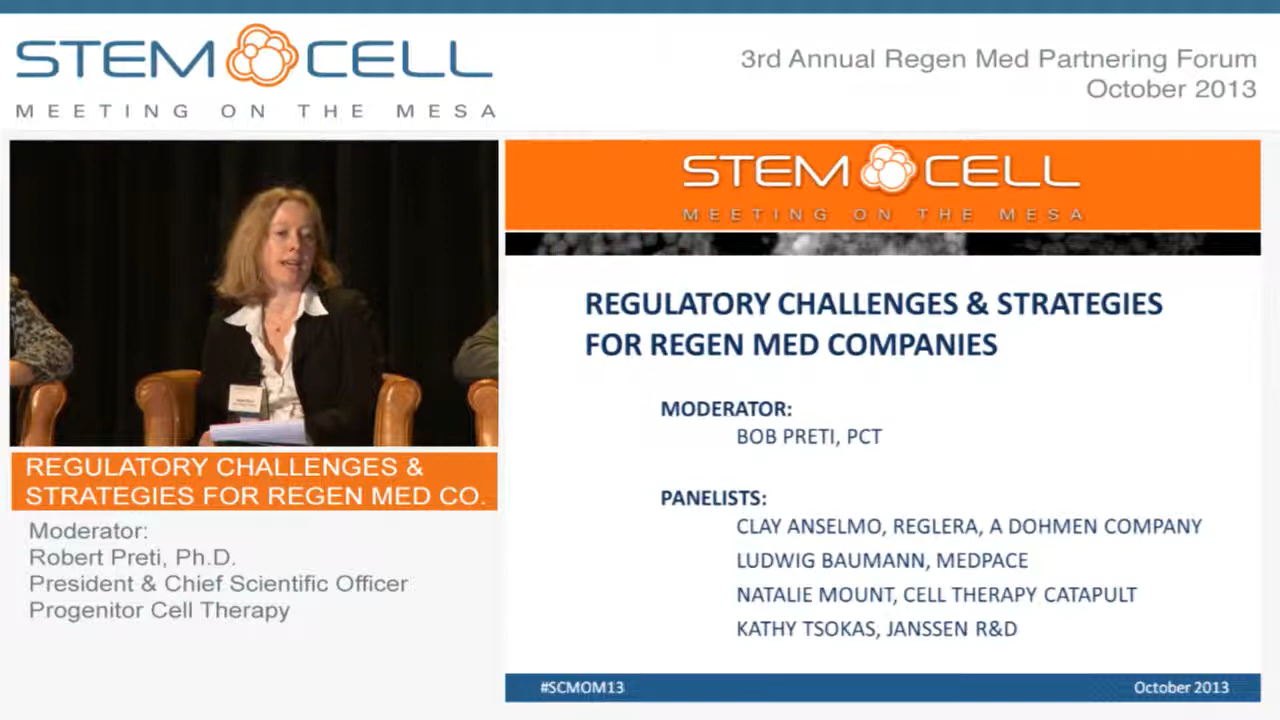 STEM CELL
MEETING ON THE MESA
3rd Annual Regen Med Partnering Forum
October 2013
STEM CELL
MEETING ON THE MESA
REGULATORY CHALLENGES & STRATEGIES
FOR REGEN MED COMPANIES
MODERATOR:
BOB PRETI, PCT
PANELISTS:
CLAY ANSELMO, REGLERA, A DOHMEN COMPANY
LUDWIG BAUMANN, MEDPACE
NATALIE MOUNT, CELL THERAPY CATAPULT
KATHY TSOKAS, JANSSEN R&D
#SCMOM13
October 2013
REGULATORY CHALLENGES &
STRATEGIES FOR REGEN MED CO.
Moderator:
Robert Preti, Ph.D.
President & Chief Scientific Officer
Progenitor Cell Therapy